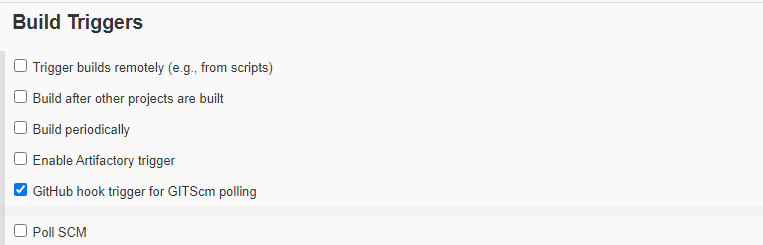 Build Triggers
Trigger builds remotely (e.g., from scripts)
Build after other projects are built
Build periodically
Enable Artifactory trigger
GitHub hook trigger for GITScm polling
Poll SCM